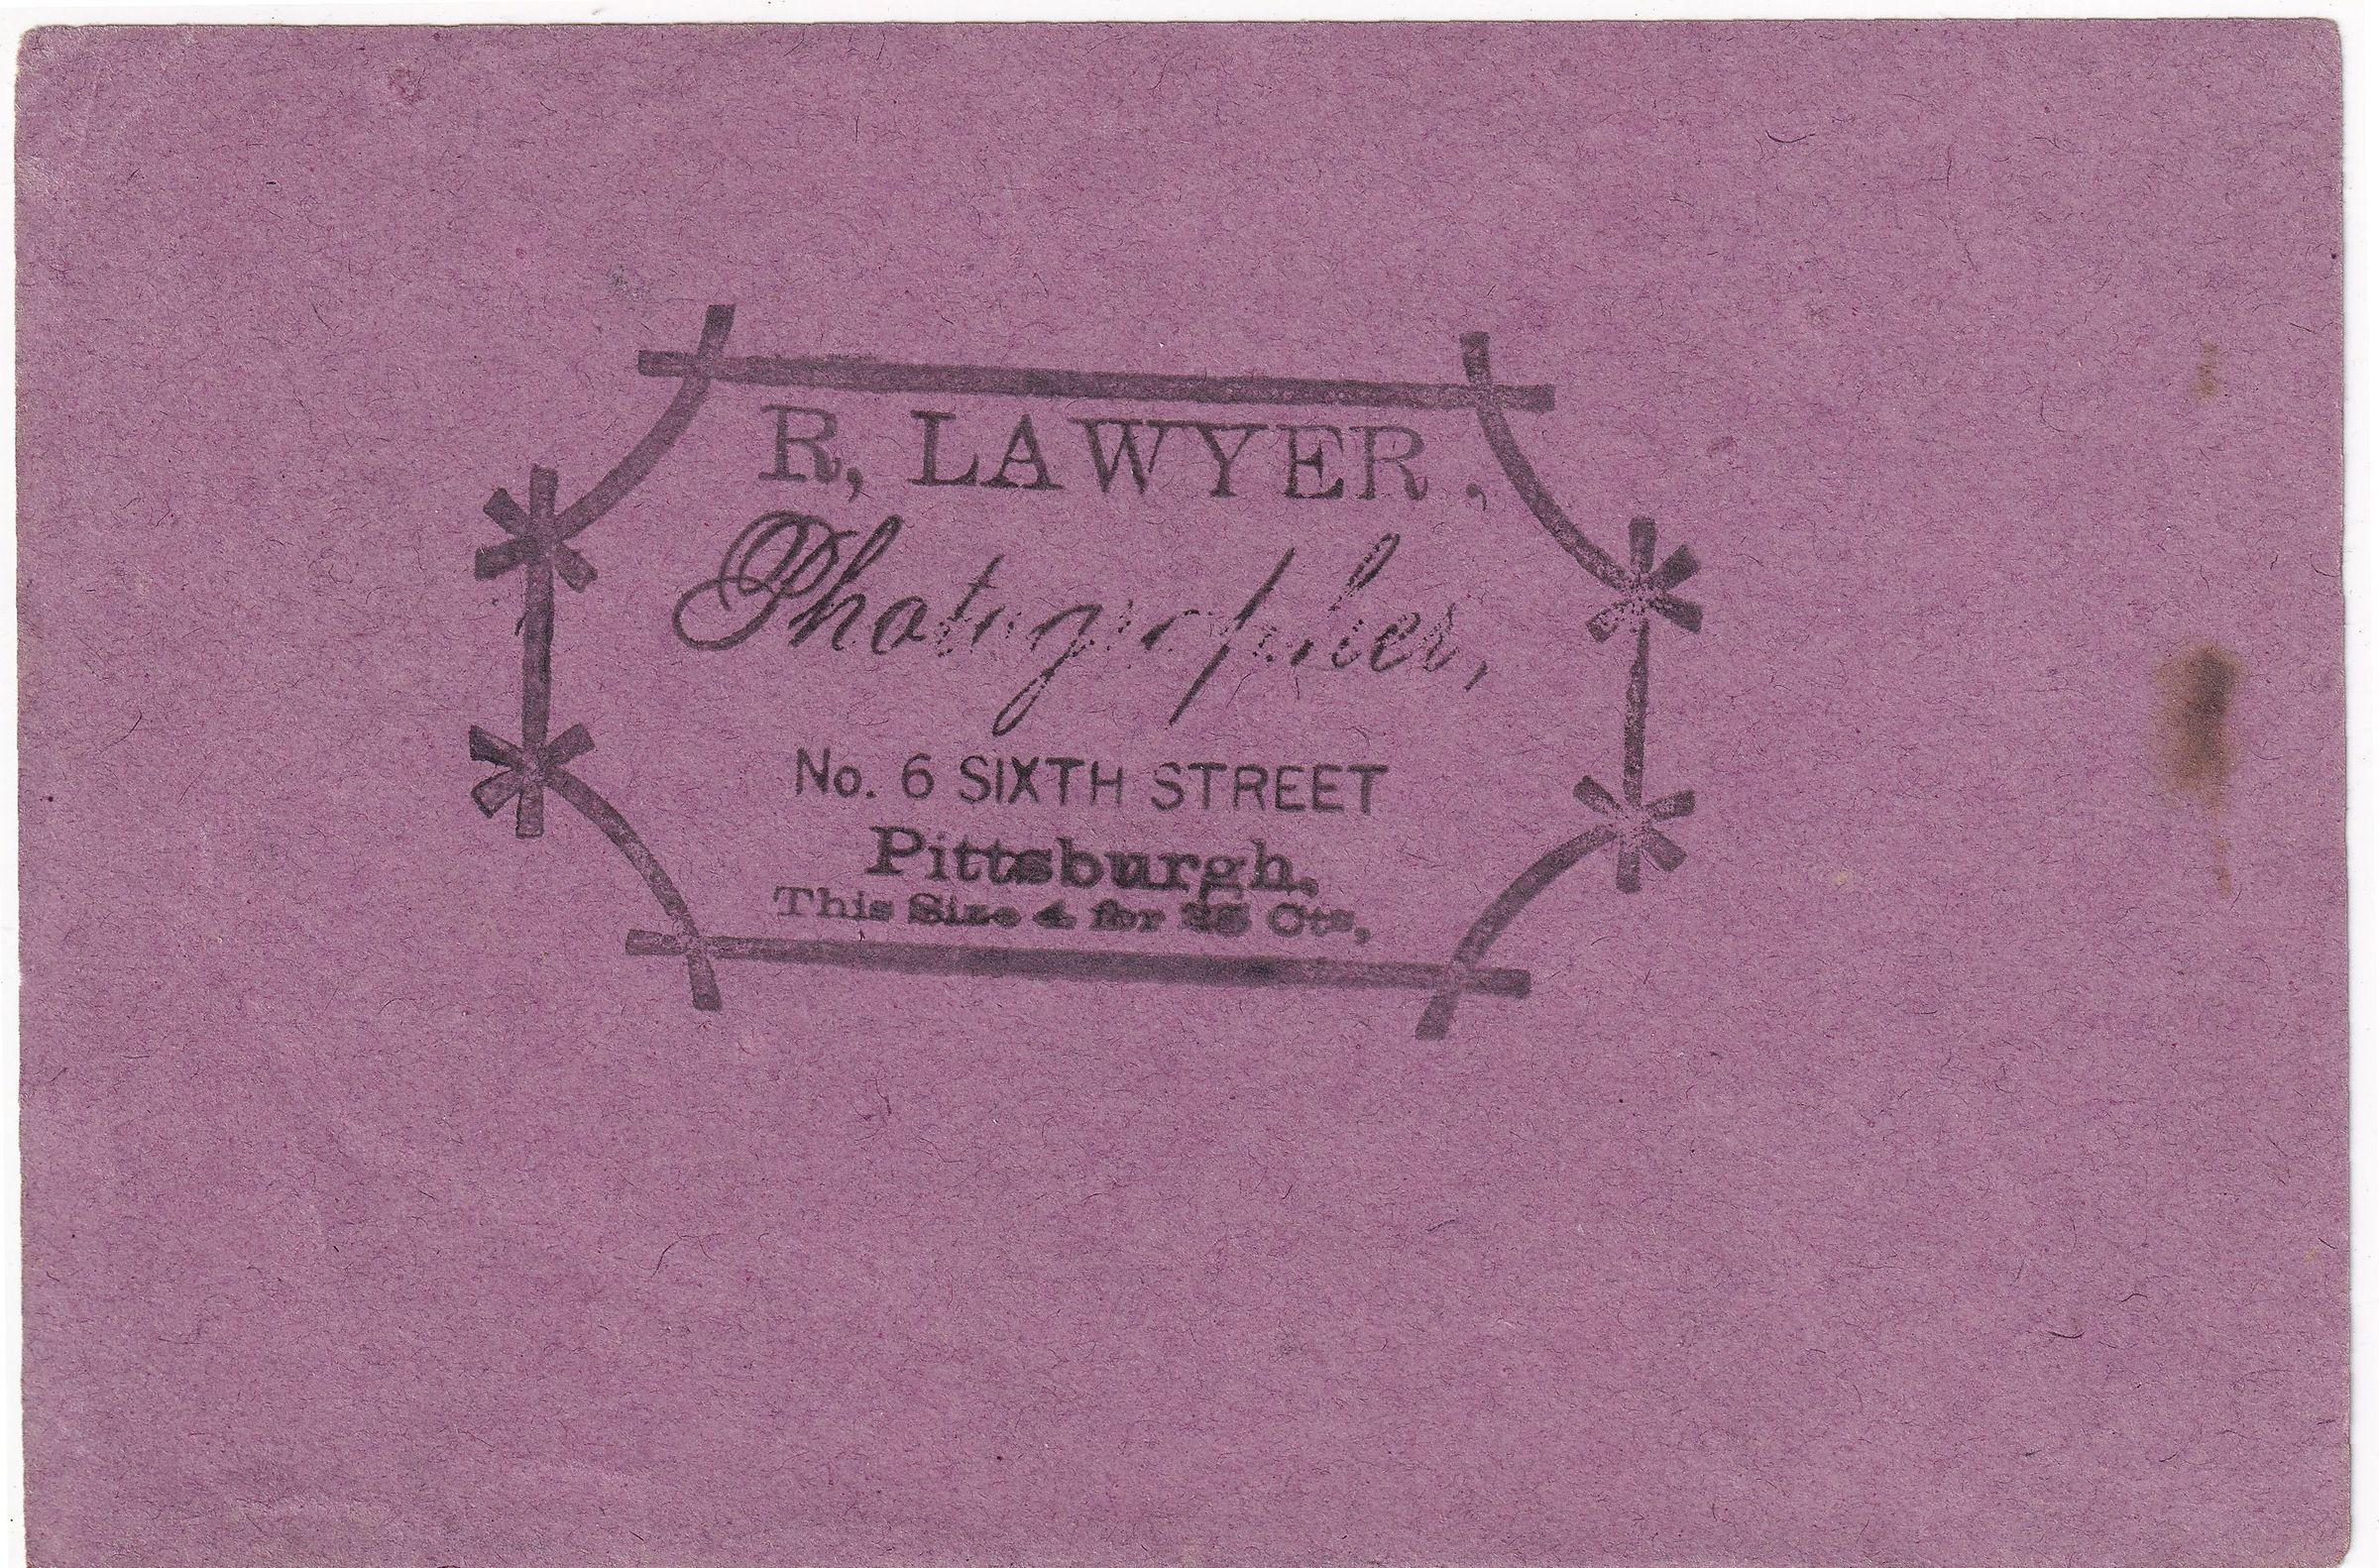 R, LAWYER,
Photographer,
No. 6 SIXTH STREET
Pittsburgh,
This Size 4 for 25 Cts,